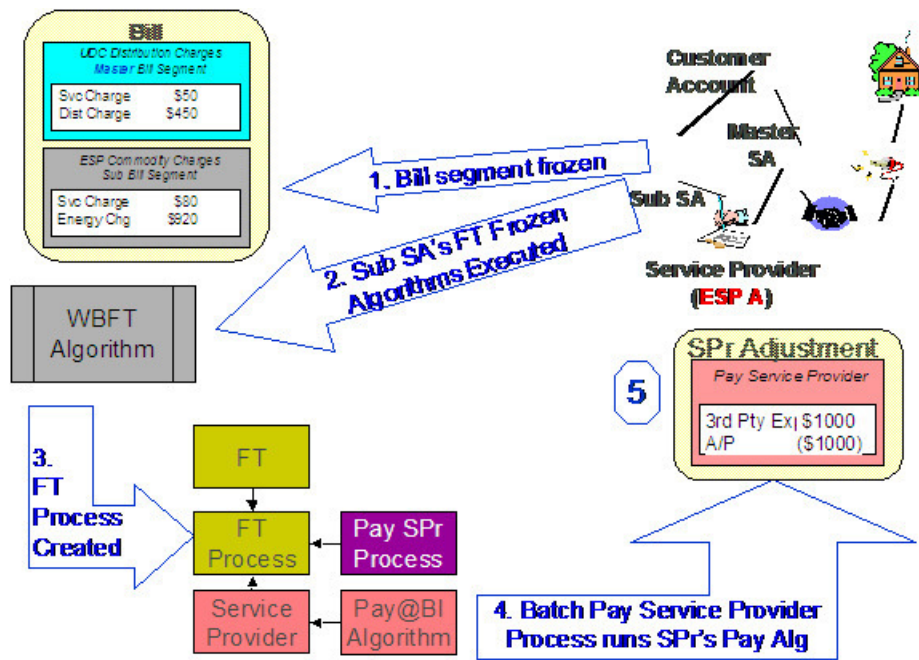 Bill
UDC Distribution Charges
Master Bill Segment
Svc Charge $50
Dist Charge $450
ESP Commodity Charges
Sub Bill Segment
Svc Charge $80
Energy Chg $920
Customer
Account
Master
SA
Sub SA
Service Provider
(ESP A)
1. Bill segment frozen
2. Sub SA's FT Frozen
Algorithms Executed
WBFT
Algorithm
3.
FT
Process
Created
FT
FT
Process
Pay SPr
Process
Service
Provider
Pay@BI
Algorithm
4. Batch Pay Service Provider
Process runs SPr's Pay Alg
5
SPr Adjustment
Pay Service Provider
3rd Pty Exp $1000
A/P ($1000)